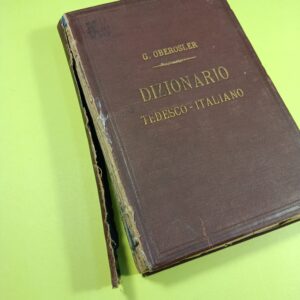 G. OBEROSLER
DIZIONARIO
TEDESCO-ITALIANO